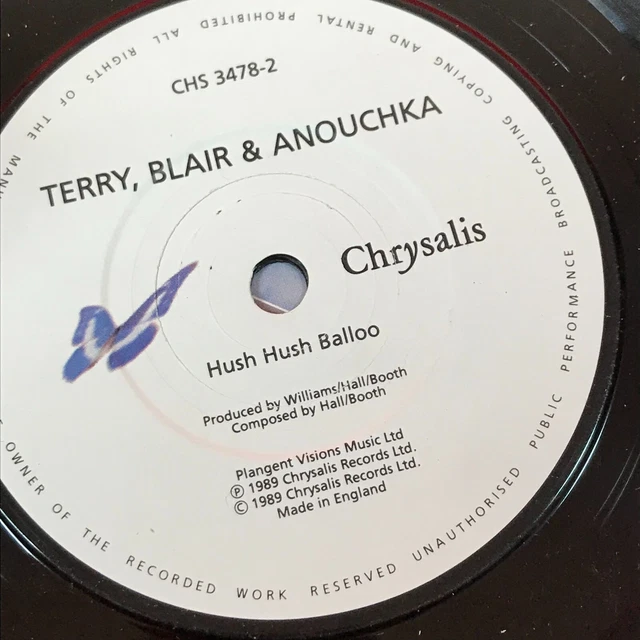 CHS 3478-2
TERRY, BLAIR & ANOUCHKA
Chrysalis
Hush Hush Balloo
Produced by Williams/Hall/Booth
Composed by Hall/Booth
Plangent Visions Music Ltd
℗ 1989 Chrysalis Records Ltd.
© 1989 Chrysalis Records Ltd.
Made in England
ALL RIGHTS OF THE MANU
OWNER OF THE RECORDED WORK RESERVED UNAUTHORISED PUBLIC PERFORMANCE BROADCASTING COPYING AND RENTAL PROHIBITED